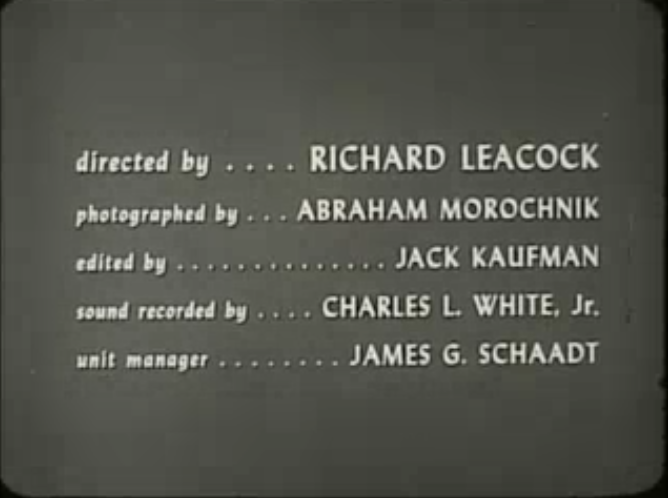 directed by .... RICHARD LEACOCK
photographed by ... ABRAHAM MOROCHNIK
edited by .............. JACK KAUFMAN
sound recorded by .... CHARLES L. WHITE, Jr.
unit manager ........ JAMES G. SCHAADT